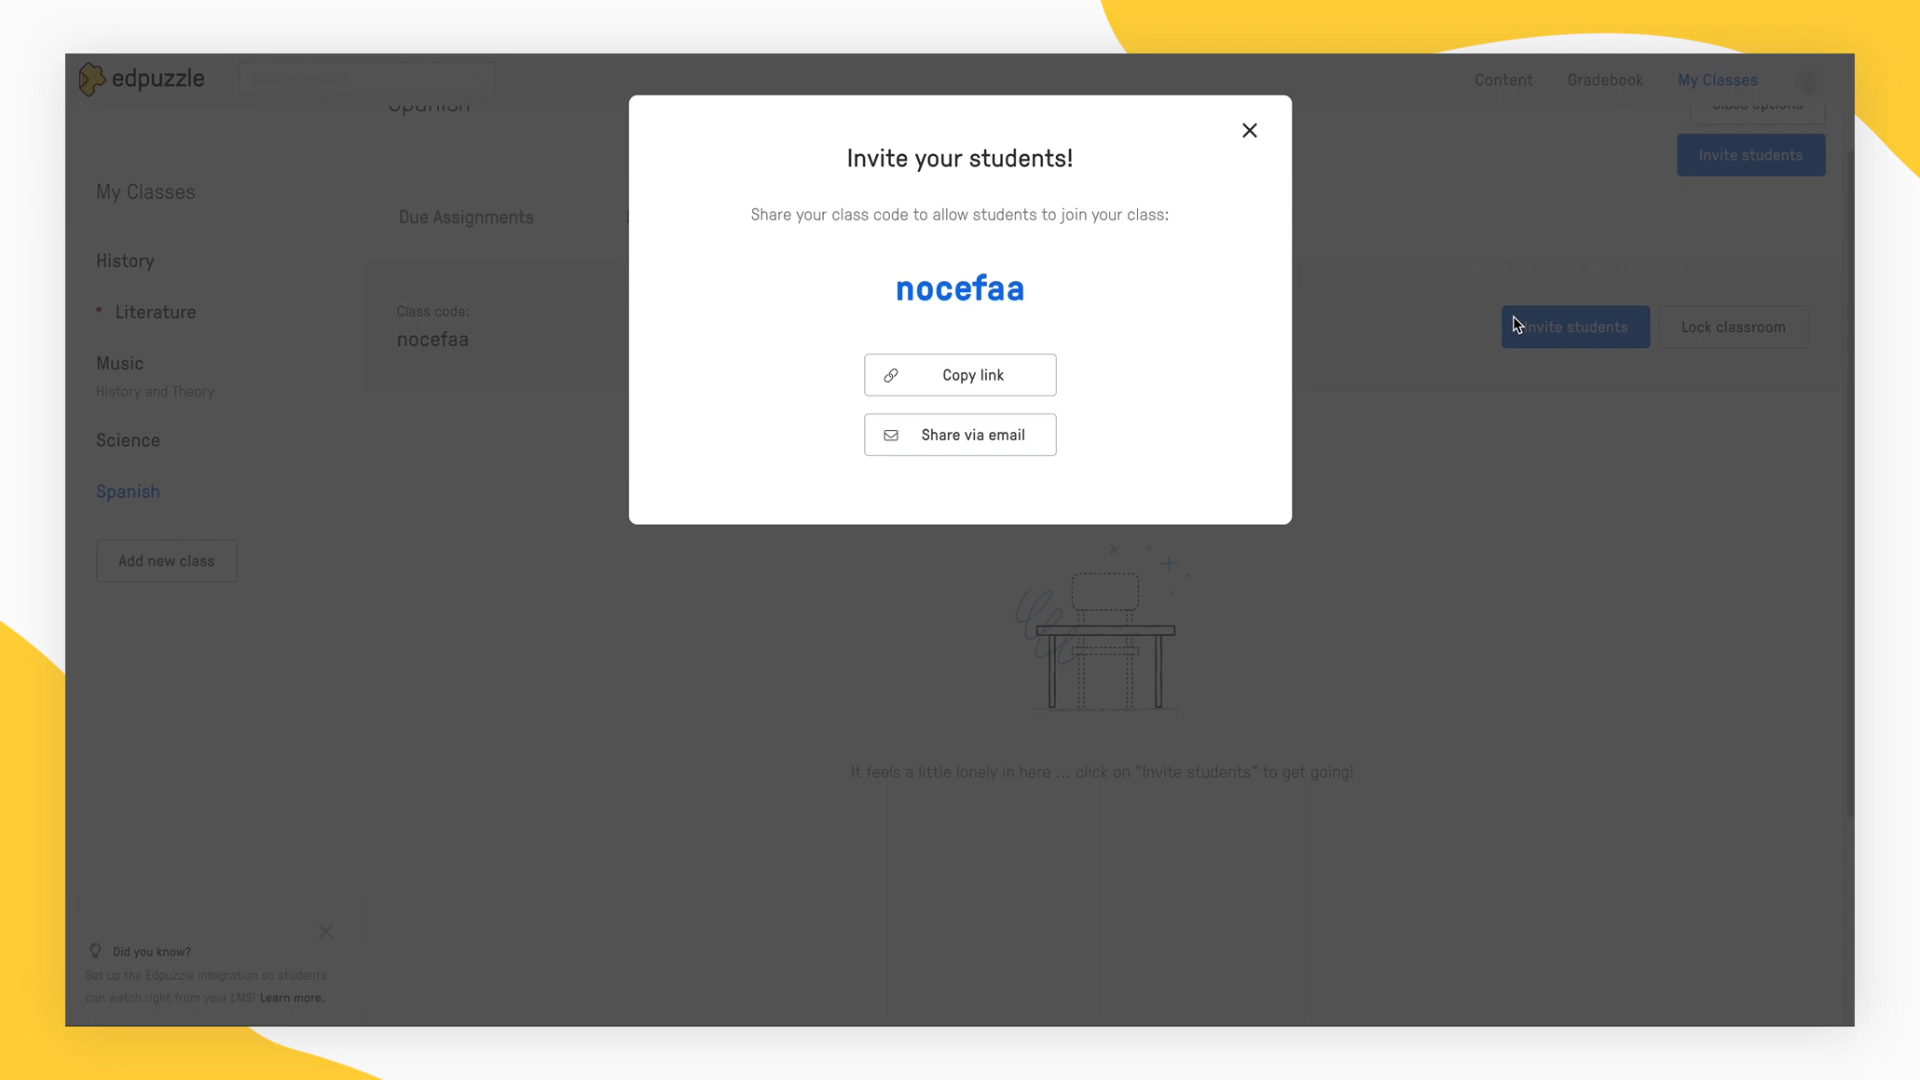 edpuzzle
Search content
Content
Gradebook
My Classes
Spanish
Class options
Invite students
My Classes
Due Assignments
History
Literature
Music
History and Theory
Science
Spanish
Add new class
Class code:
nocefaa
Invite students
Lock classroom
Invite your students!
Share your class code to allow students to join your class:
nocefaa
Copy link
Share via email
It feels a little lonely in here ... click on "Invite students" to get going!
Did you know?
Set up the Edpuzzle integration so students
can watch right from your LMS! Learn more.